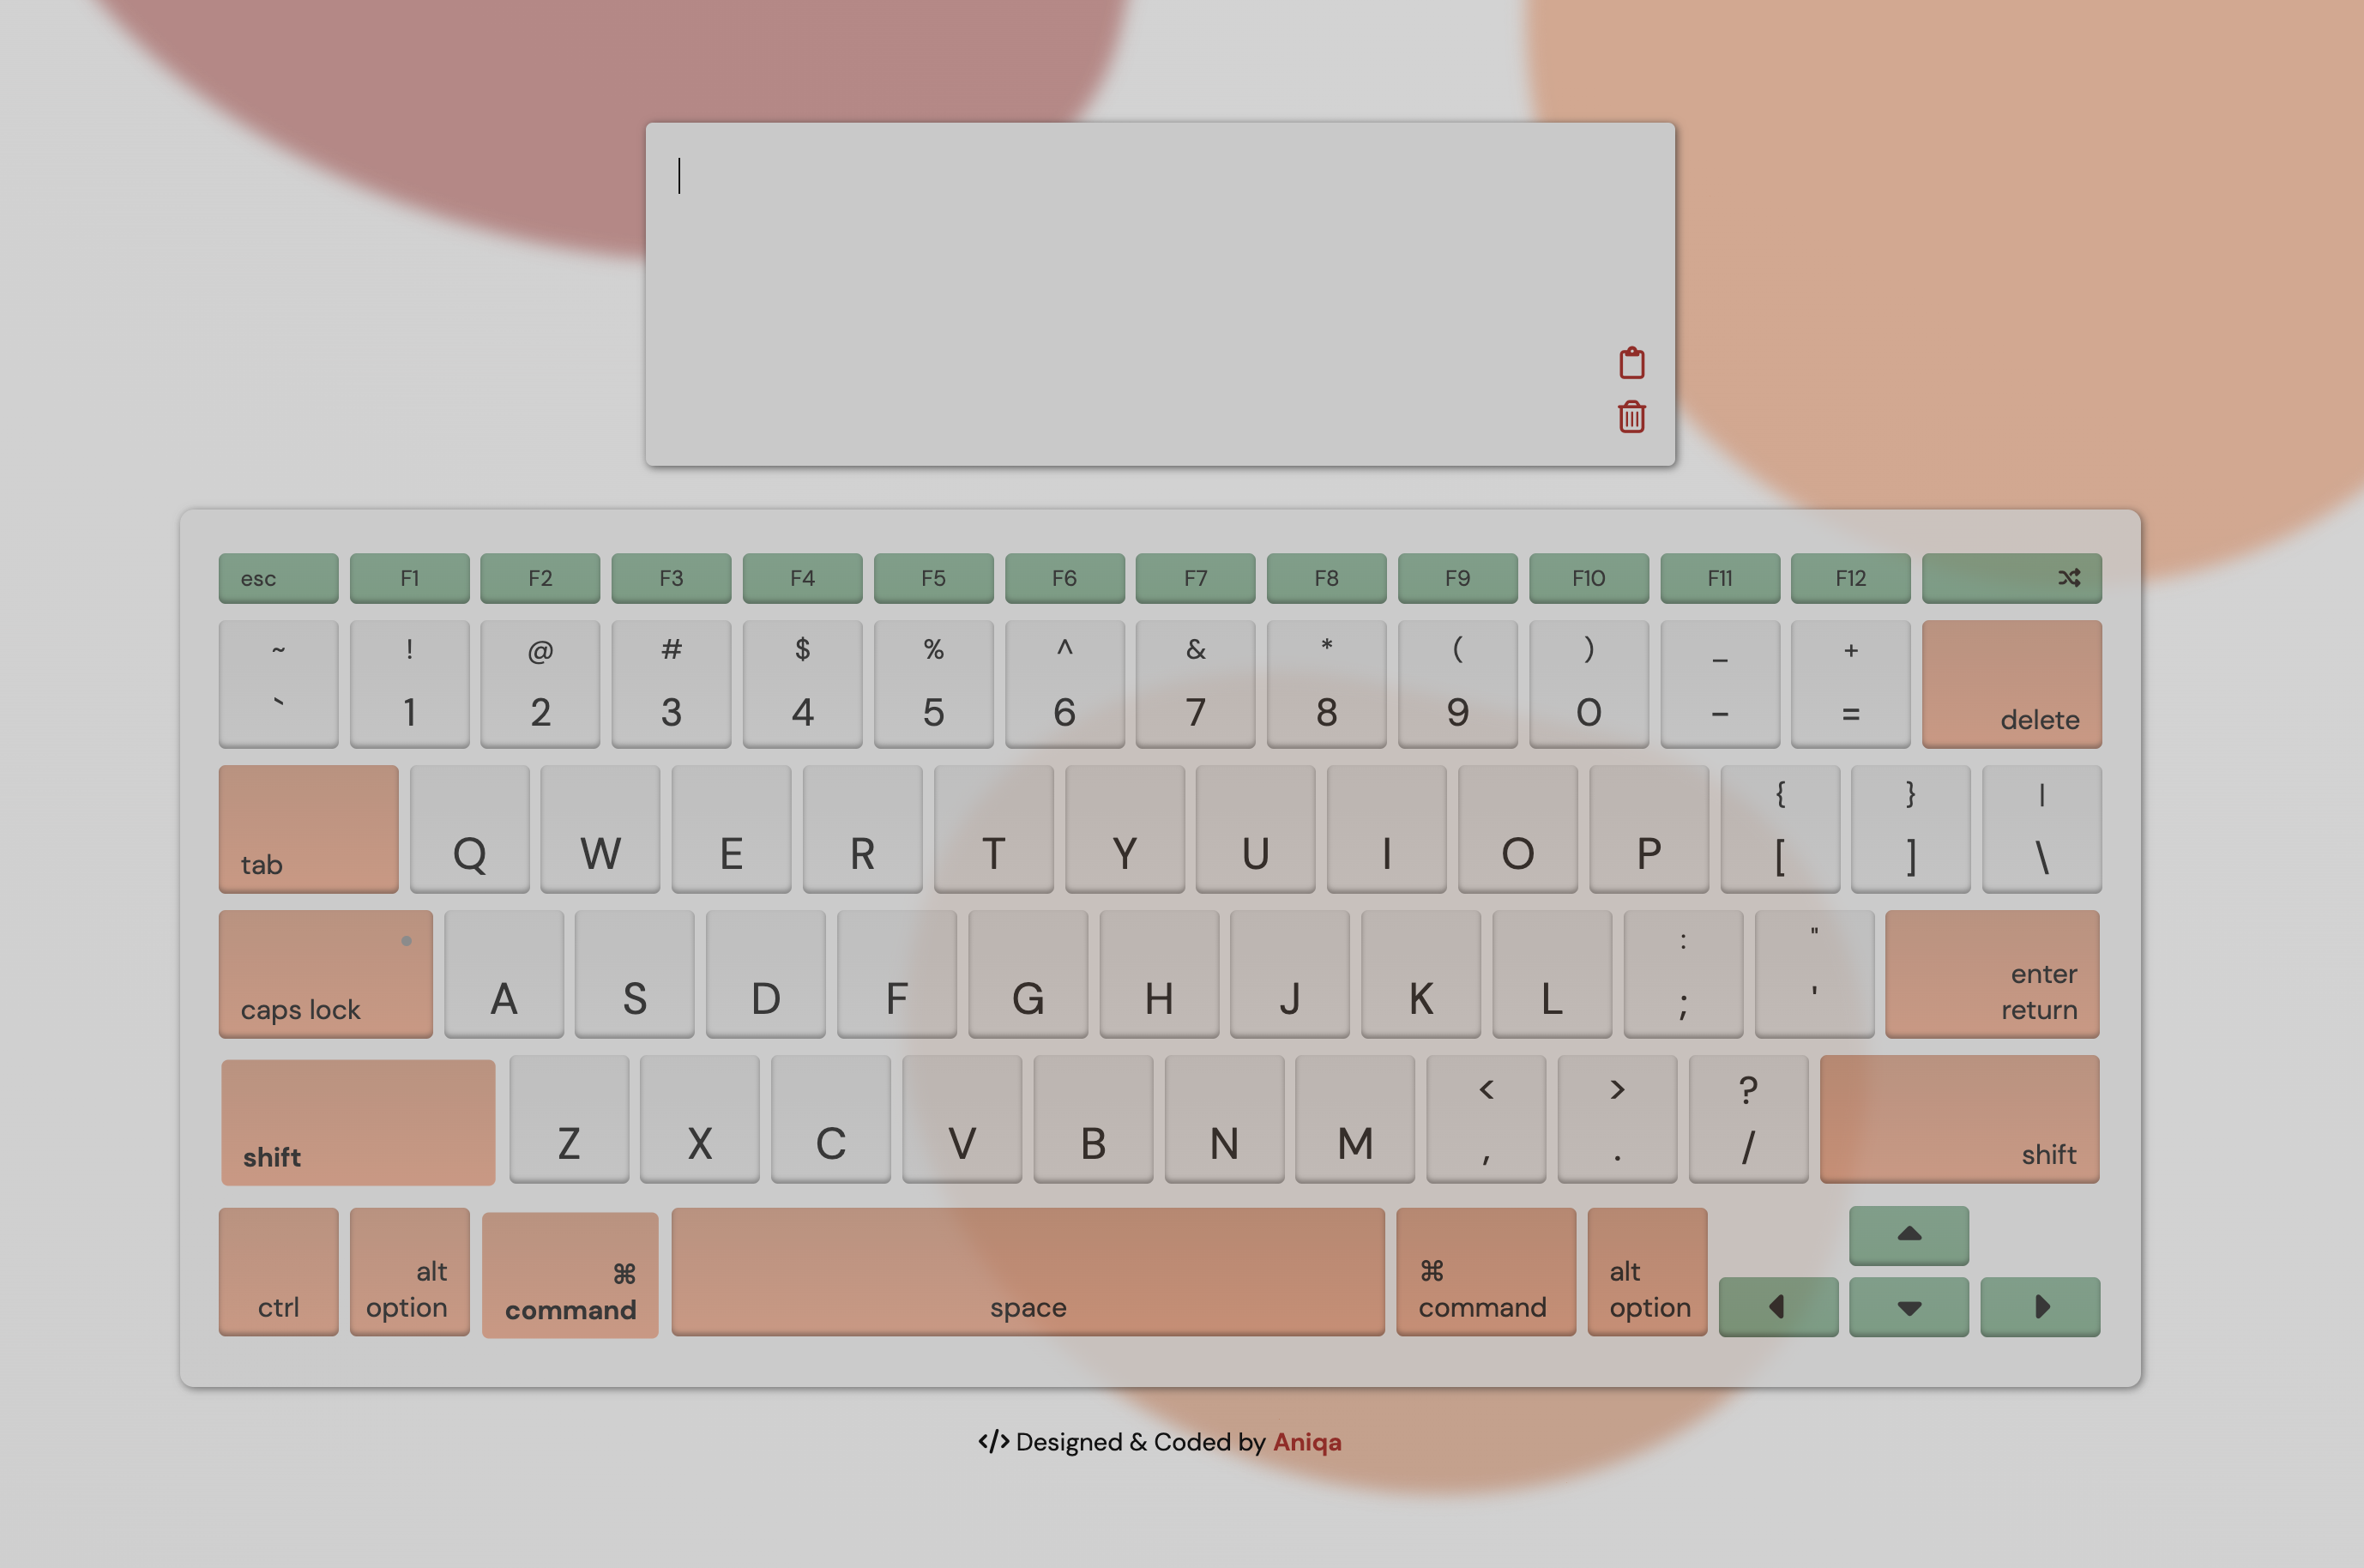 esc F1 F2 F3 F4 F5 F6 F7 F8 F9 F10 F11 F12
~ ! @ # $ % ^ & * ( ) _ +
` 1 2 3 4 5 6 7 8 9 0 - = delete
{ } |
tab Q W E R T Y U I O P [ ] \
: "
caps lock A S D F G H J K L ; ' enter
return
< > ?
shift Z X C V B N M , . / shift
alt ⌘ ⌘ alt
ctrl option command space command option
</> Designed & Coded by Aniqa